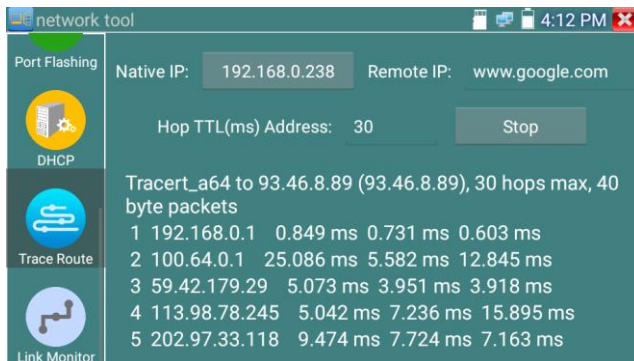 network tool
4:12 PM
Port Flashing
Native IP: 192.168.0.238 Remote IP: www.google.com
Hop TTL(ms) Address: 30 Stop
DHCP
Tracert_a64 to 93.46.8.89 (93.46.8.89), 30 hops max, 40
byte packets
1 192.168.0.1 0.849 ms 0.731 ms 0.603 ms
Trace Route
2 100.64.0.1 25.086 ms 5.582 ms 12.845 ms
3 59.42.179.29 5.073 ms 3.951 ms 3.918 ms
4 113.98.78.245 5.042 ms 7.236 ms 15.895 ms
5 202.97.33.118 9.474 ms 7.724 ms 7.163 ms
Link Monitor